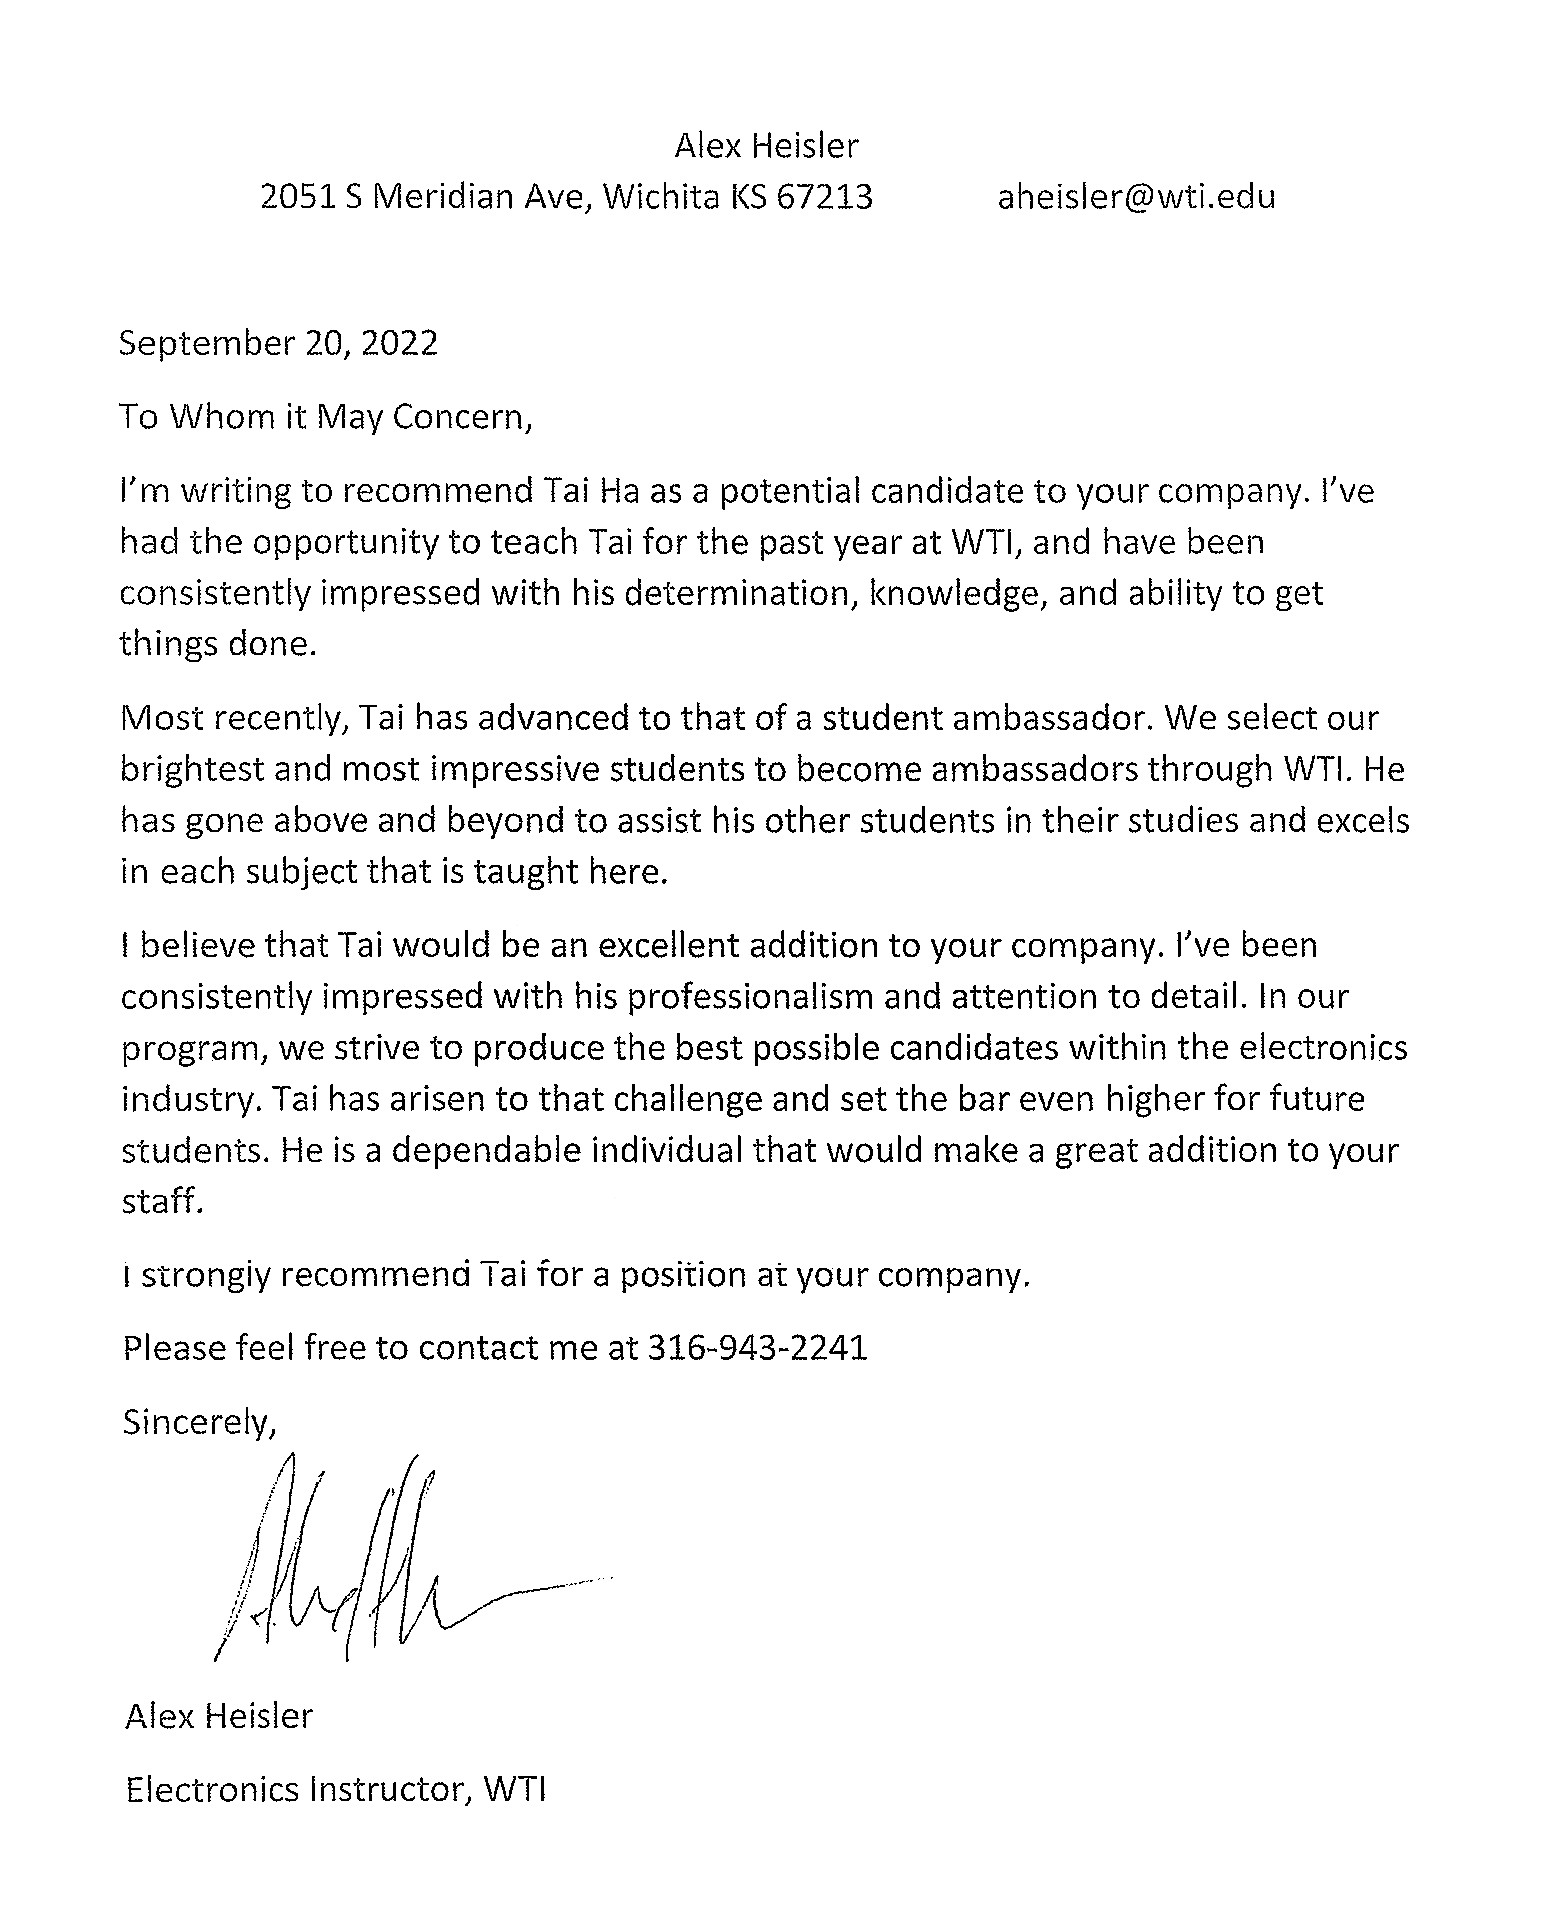 Alex Heisler
2051 S Meridian Ave, Wichita KS 67213 aheisler@wti.edu
September 20, 2022
To Whom it May Concern,
I'm writing to recommend Tai Ha as a potential candidate to your company. I've
had the opportunity to teach Tai for the past year at WTI, and have been
consistently impressed with his determination, knowledge, and ability to get
things done.
Most recently, Tai has advanced to that of a student ambassador. We select our
brightest and most impressive students to become ambassadors through WTI. He
has gone above and beyond to assist his other students in their studies and excels
in each subject that is taught here.
I believe that Tai would be an excellent addition to your company. I've been
consistently impressed with his professionalism and attention to detail. In our
program, we strive to produce the best possible candidates within the electronics
industry. Tai has arisen to that challenge and set the bar even higher for future
students. He is a dependable individual that would make a great addition to your
staff.
I strongly recommend Tai for a position at your company.
Please feel free to contact me at 316-943-2241
Sincerely,
Alex Heisler
Electronics Instructor, WTI